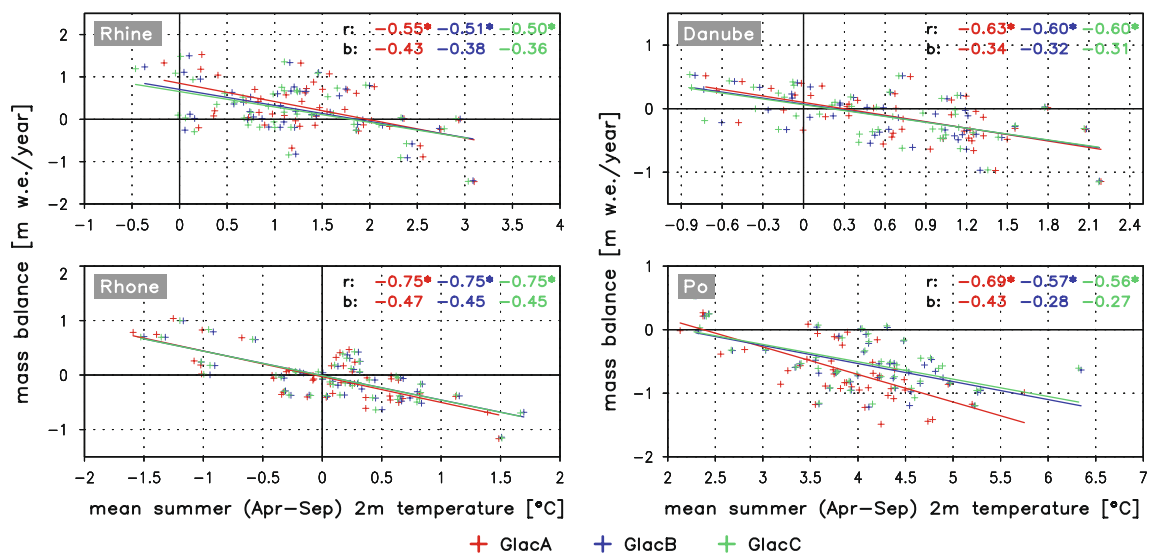 mass balance [m w.e./year]
Rhine
r: −0.55* −0.51* −0.50*
b: −0.43 −0.38 −0.36
2
1
0
−1
−2
−1 −0.5 0 0.5 1 1.5 2 2.5 3 3.5 4
mass balance [m w.e./year]
Danube
r: −0.63* −0.60* −0.60*
b: −0.34 −0.32 −0.31
1
0
−1
−0.9 −0.6 −0.3 0 0.3 0.6 0.9 1.2 1.5 1.8 2.1 2.4
Rhone
r: −0.75* −0.75* −0.75*
b: −0.47 −0.45 −0.45
2
1
0
−1
−2 −1.5 −1 −0.5 0 0.5 1 1.5 2
mean summer (Apr−Sep) 2m temperature [°C]
Po
r: −0.69* −0.57* −0.56*
b: −0.43 −0.28 −0.27
1
0
−1
−2
2 2.5 3 3.5 4 4.5 5 5.5 6 6.5 7
mean summer (Apr−Sep) 2m temperature [°C]
GlacA GlacB GlacC